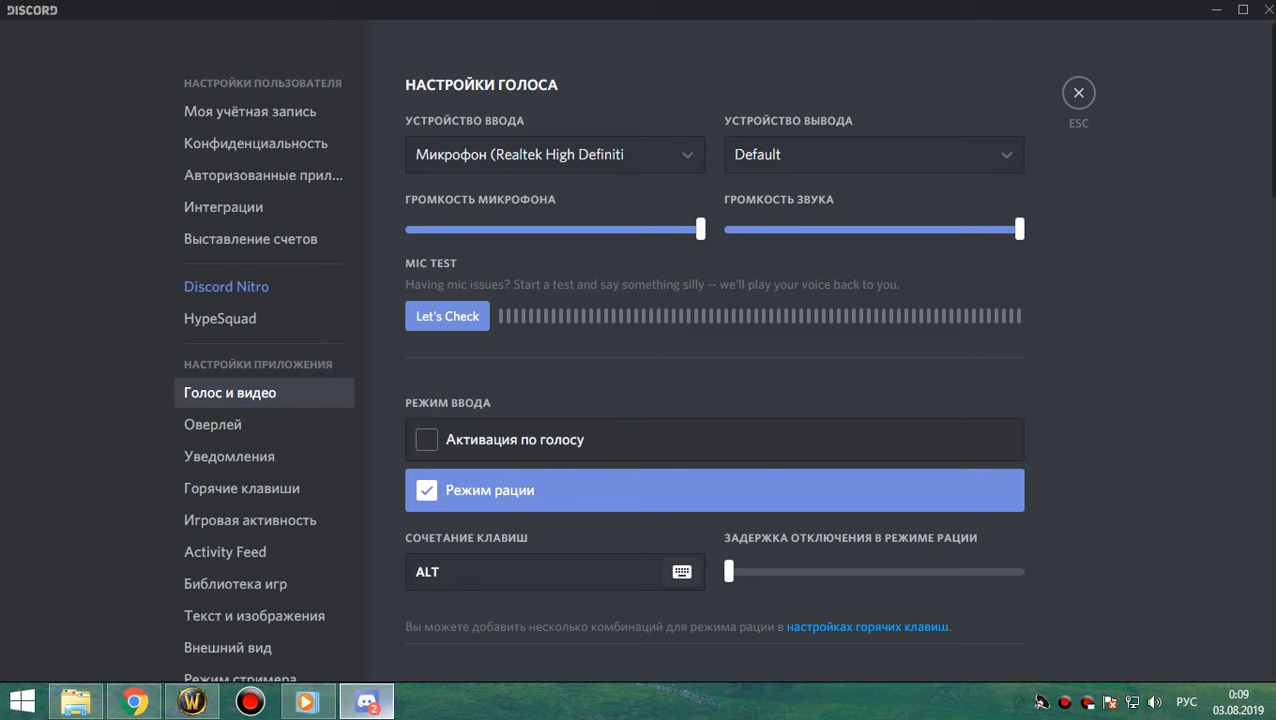 DISCORD
НАСТРОЙКИ ПОЛЬЗОВАТЕЛЯ
Моя учётная запись
Конфиденциальность
Авторизованные прил...
Интеграции
Выставление счетов
Discord Nitro
HypeSquad
НАСТРОЙКИ ПРИЛОЖЕНИЯ
Голос и видео
Оверлей
Уведомления
Горячие клавиши
Игровая активность
Activity Feed
Библиотека игр
Текст и изображения
Внешний вид
Режим стримера
НАСТРОЙКИ ГОЛОСА
УСТРОЙСТВО ВВОДА
Микрофон (Realtek High Definiti
УСТРОЙСТВО ВЫВОДА
Default
ГРОМКОСТЬ МИКРОФОНА
ГРОМКОСТЬ ЗВУКА
MIC TEST
Having mic issues? Start a test and say something silly -- we'll play your voice back to you.
Let's Check
РЕЖИМ ВВОДА
Активация по голосу
Режим рации
СОЧЕТАНИЕ КЛАВИШ
ALT
ЗАДЕРЖКА ОТКЛЮЧЕНИЯ В РЕЖИМЕ РАЦИИ
Вы можете добавить несколько комбинаций для режима рации в настройках горячих клавиш.
ESC
2
РУС
0:09
03.08.2019